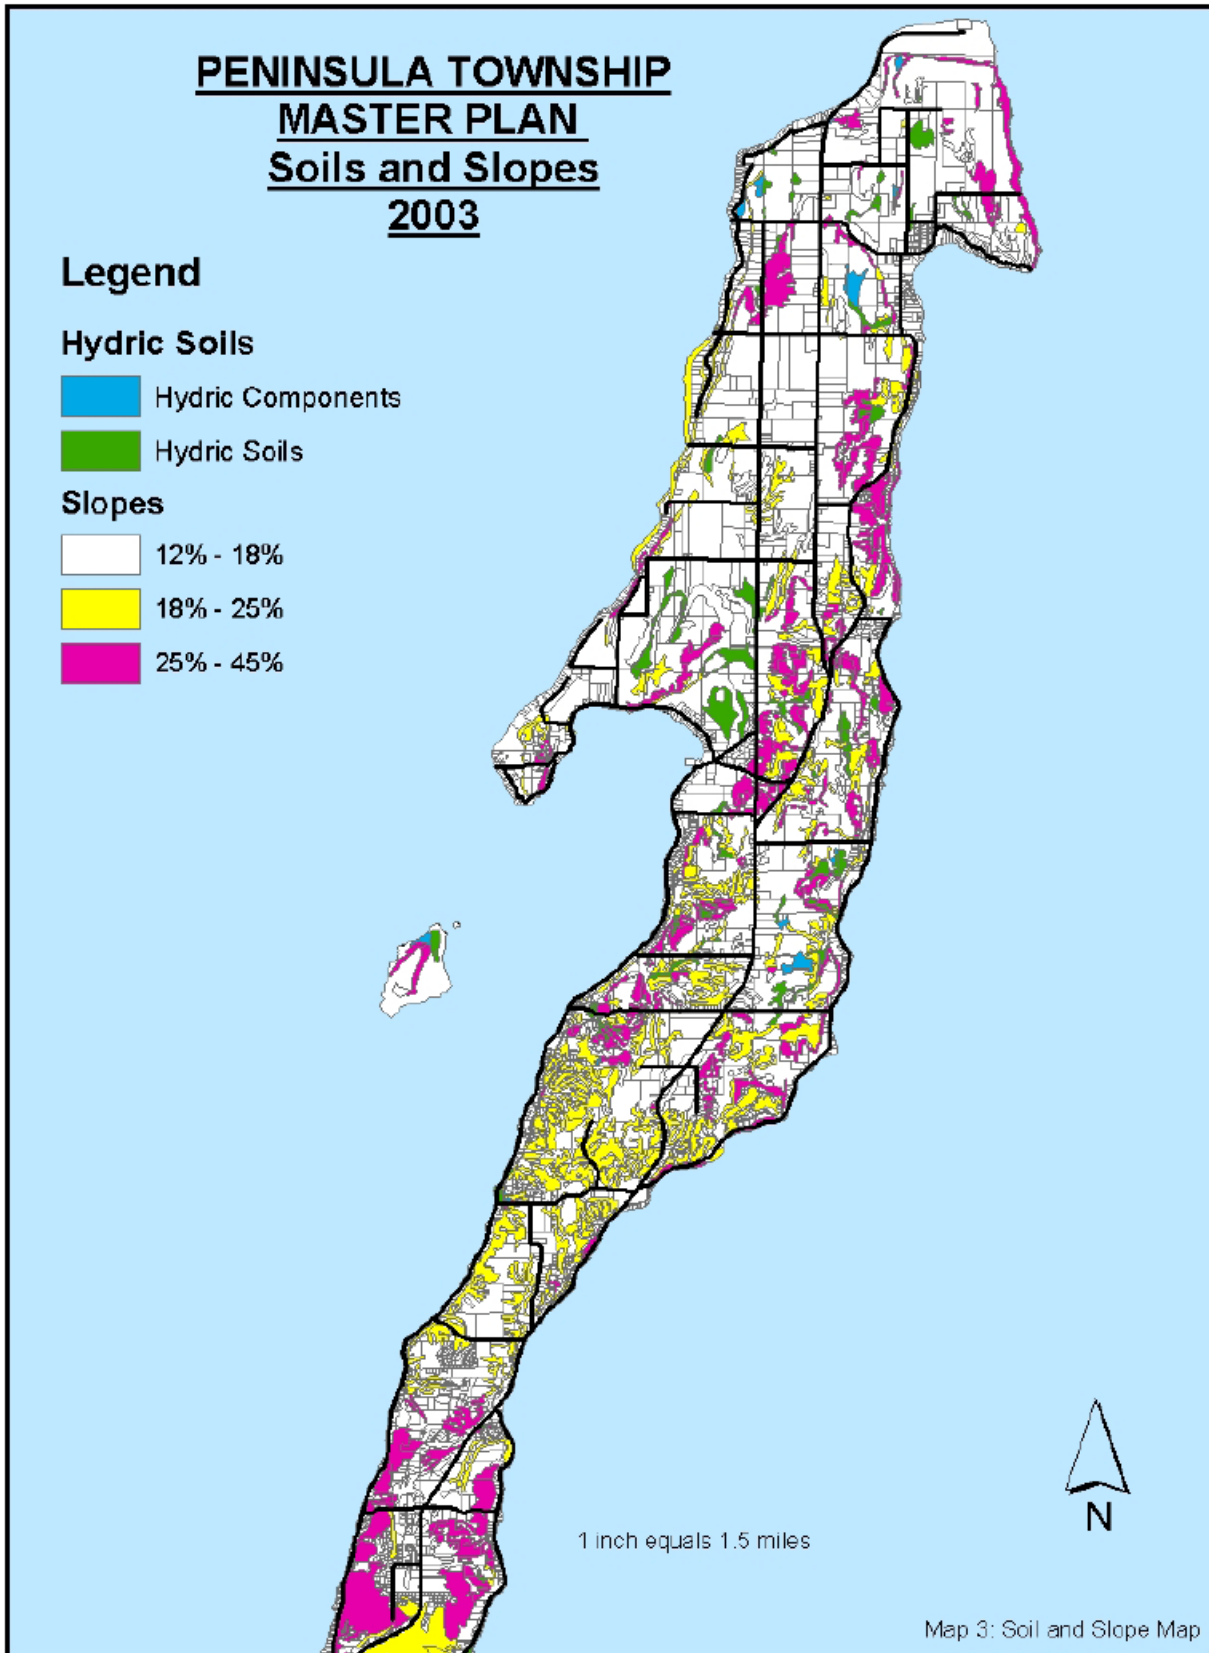 PENINSULA TOWNSHIP
MASTER PLAN
Soils and Slopes
2003
Legend
Hydric Soils
Hydric Components
Hydric Soils
Slopes
12% - 18%
18% - 25%
25% - 45%
N
1 inch equals 1.5 miles
Map 3: Soil and Slope Map